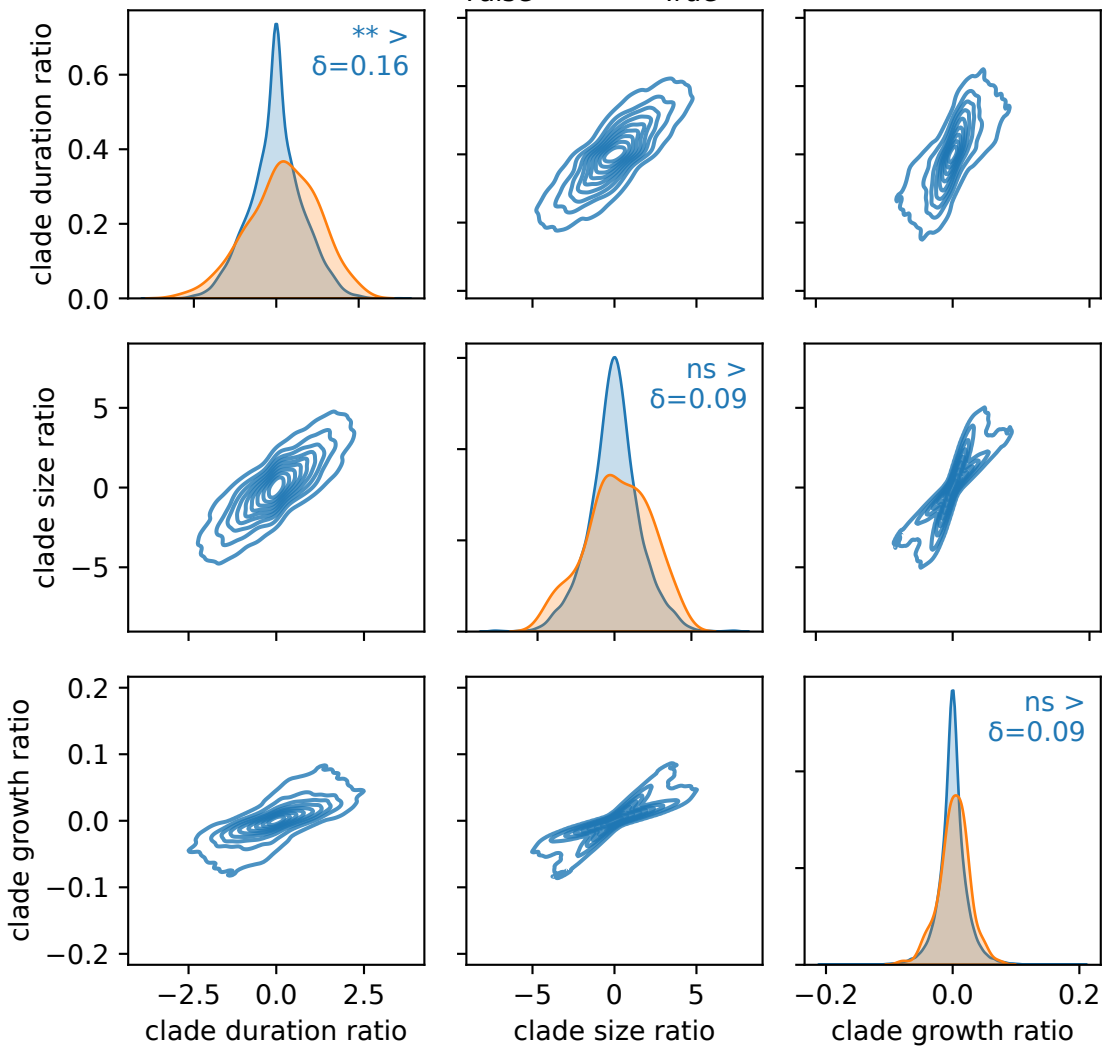 ** >
δ=0.16
clade duration ratio
0.6
0.4
0.2
0.0
ns >
δ=0.09
clade size ratio
5
0
−5
ns >
δ=0.09
clade growth ratio
0.2
0.1
0.0
−0.1
−0.2
−2.5 0.0 2.5
−5 0 5
−0.2 0.0 0.2
clade duration ratio
clade size ratio
clade growth ratio